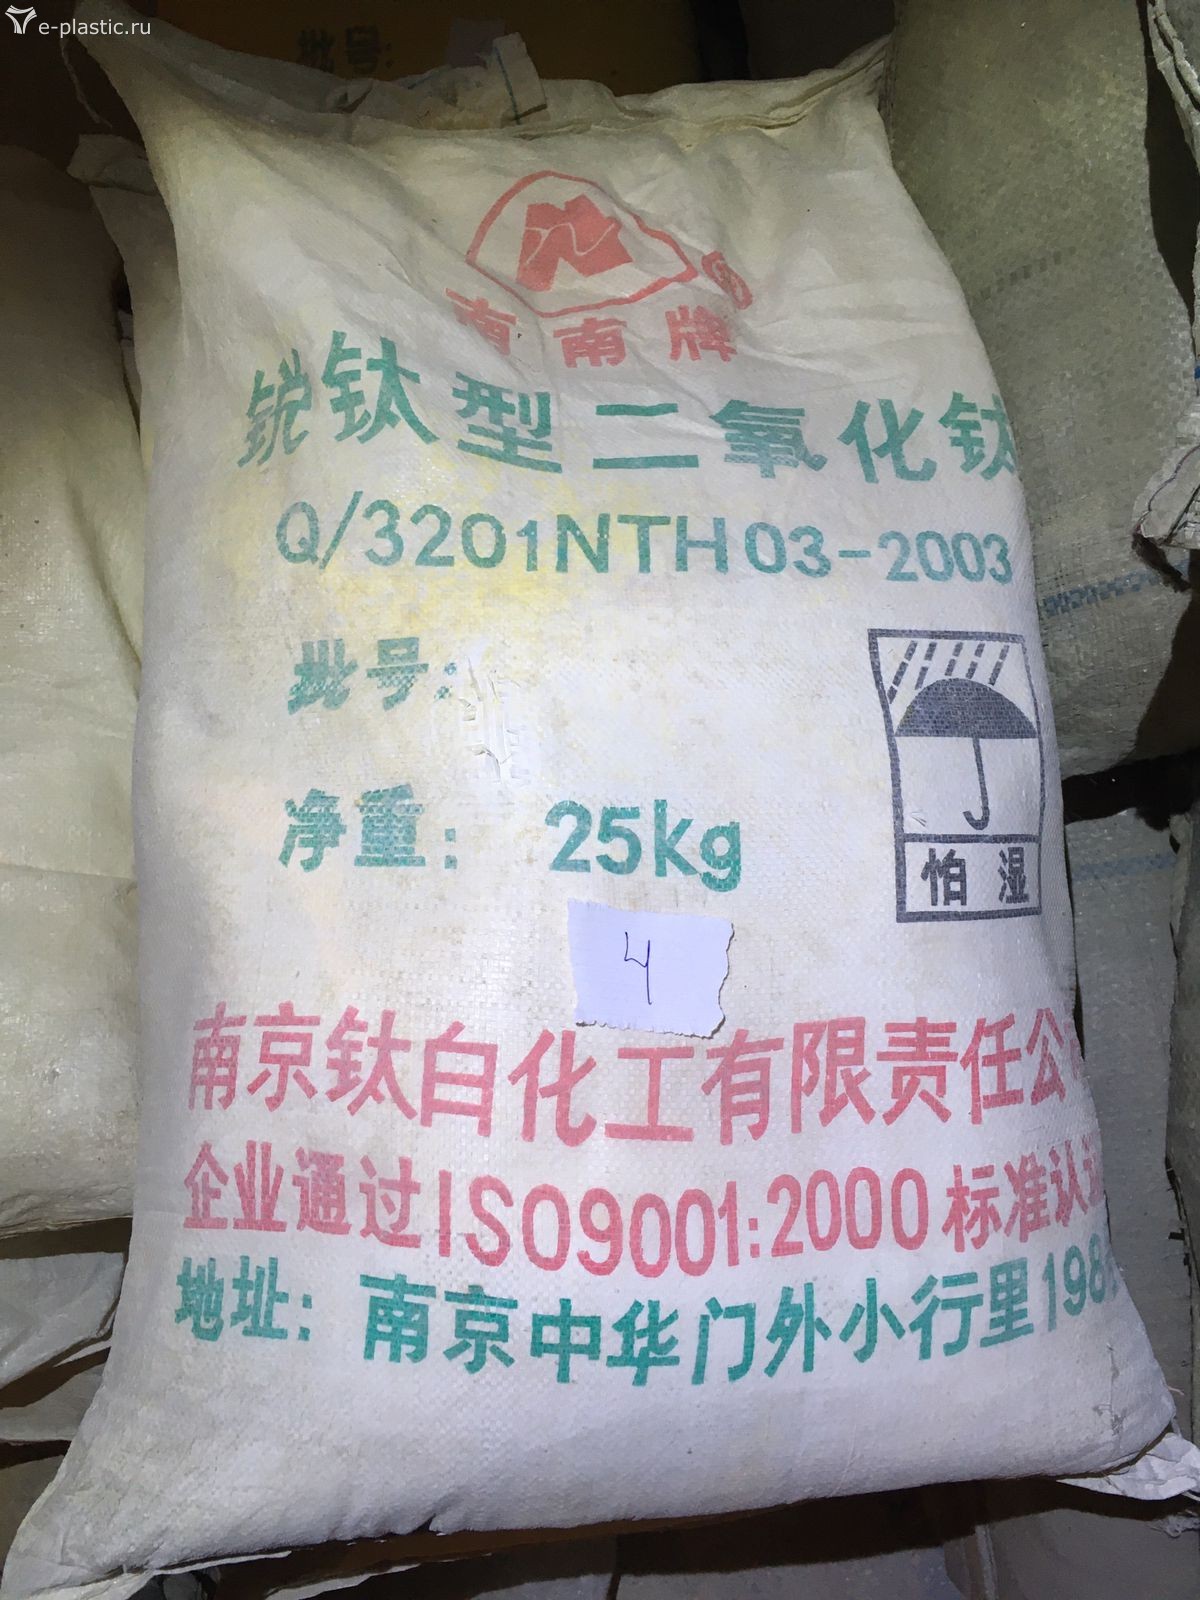 e-plastic.ru
批号:
南南牌
锐钛型二氧化钛
Q/3201NTH03-2003
批号:
净重: 25kg
怕湿
4
南京钛白化工有限责任公
企业通过ISO9001:2000标准认
地址: 南京中华门外小行里198